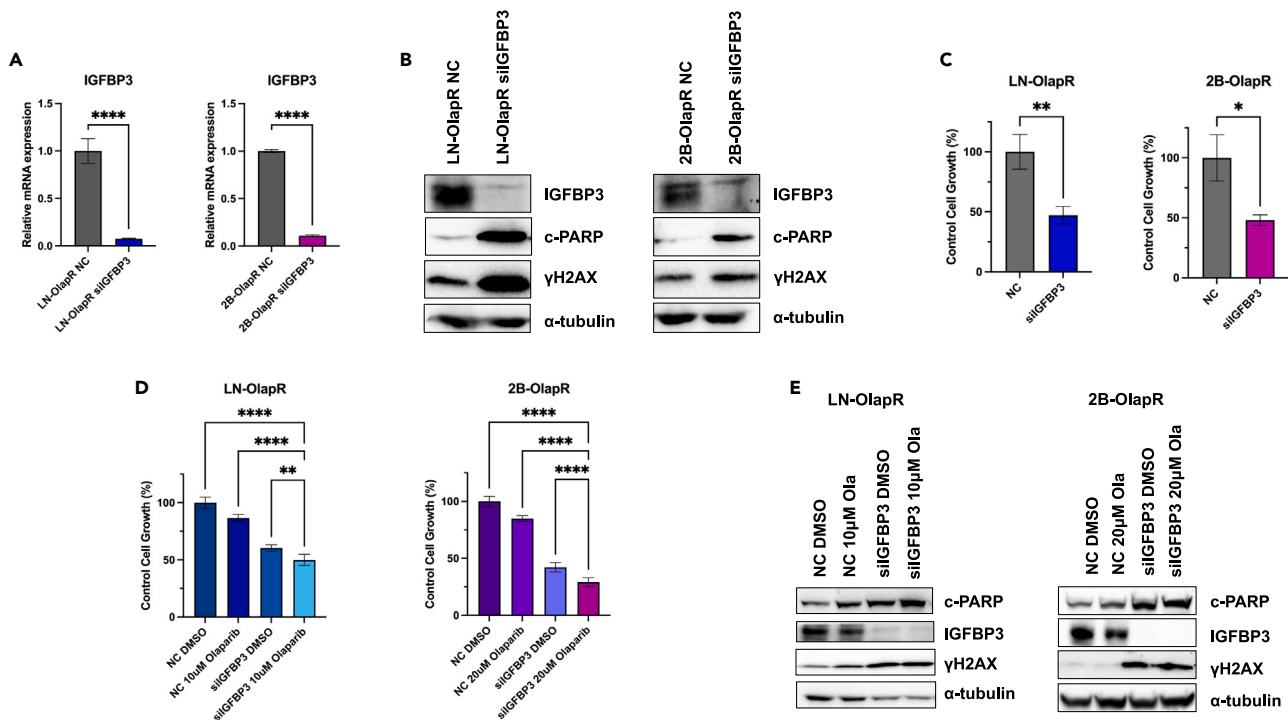 A
IGFBP3
Relative mRNA expression
1.5
1.0
0.5
0.0
****
LN-OlapR NC
LN-OlapR siIGFBP3
IGFBP3
Relative mRNA expression
1.5
1.0
0.5
0.0
****
2B-OlapR NC
2B-OlapR siIGFBP3
B
LN-OlapR NC
LN-OlapR siIGFBP3
IGFBP3
c-PARP
γH2AX
α-tubulin
2B-OlapR NC
2B-OlapR siIGFBP3
IGFBP3
c-PARP
γH2AX
α-tubulin
C
LN-OlapR
Control Cell Growth (%)
100
50
0
**
NC
siIGFBP3
2B-OlapR
Control Cell Growth (%)
100
50
0
*
NC
siIGFBP3
D
LN-OlapR
****
****
**
Control Cell Growth (%)
100
50
0
NC DMSO
NC 10uM Olaparib
siIGFBP3 DMSO
siIGFBP3 10uM Olaparib
2B-OlapR
****
****
****
Control Cell Growth (%)
100
50
0
NC DMSO
NC 20uM Olaparib
siIGFBP3 DMSO
siIGFBP3 20uM Olaparib
E
LN-OlapR
NC DMSO
NC 10μM Ola
siIGFBP3 DMSO
siIGFBP3 10μM Ola
c-PARP
IGFBP3
γH2AX
α-tubulin
2B-OlapR
NC DMSO
NC 20μM Ola
siIGFBP3 DMSO
siIGFBP3 20μM Ola
c-PARP
IGFBP3
γH2AX
α-tubulin